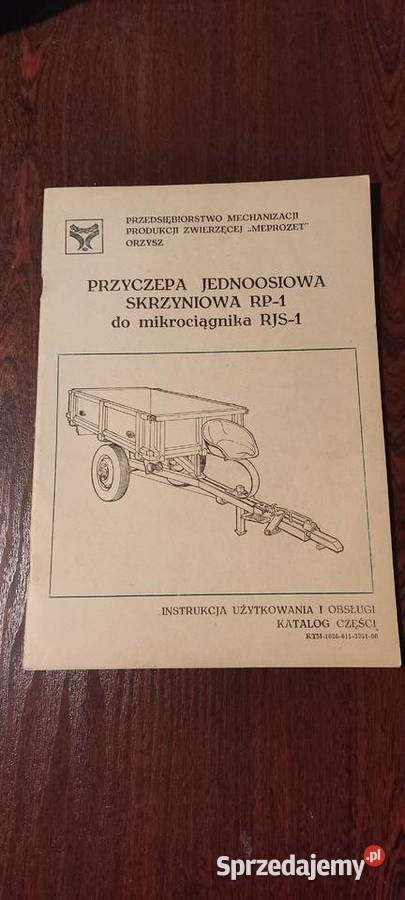 PRZEDSIĘBIORSTWO MECHANIZACJI
PRODUKCJI ZWIERZĘCEJ „MEPROZET"
ORZYSZ
PRZYCZEPA JEDNOOSIOWA
SKRZYNIOWA RP-1
do mikrociągnika RJS-1
INSTRUKCJA UŻYTKOWANIA I OBSŁUGI
KATALOG CZĘŚCI
Sprzedajemy.pl